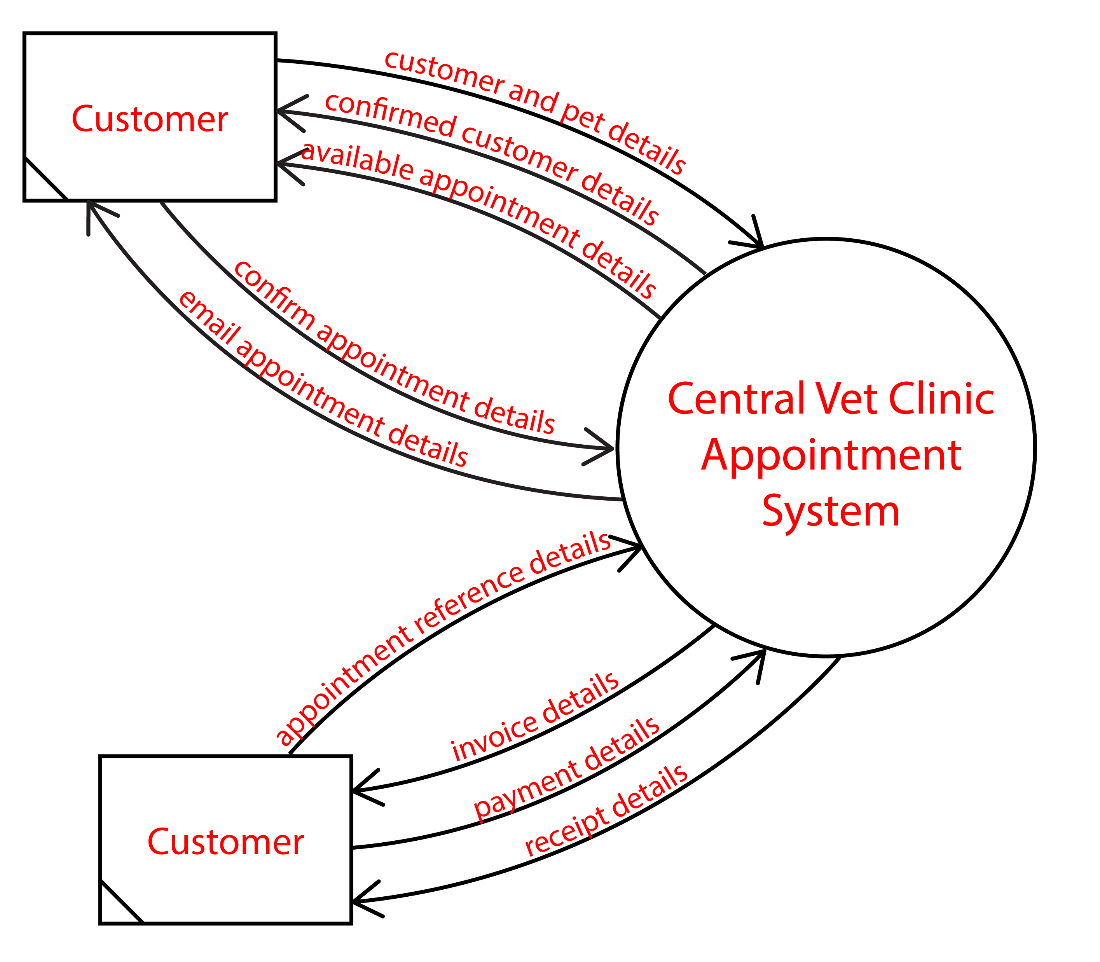 Customer
customer and pet details
confirmed customer details
available appointment details
confirm appointment details
email appointment details
Central Vet Clinic
Appointment
System
appointment reference details
invoice details
payment details
receipt details
Customer